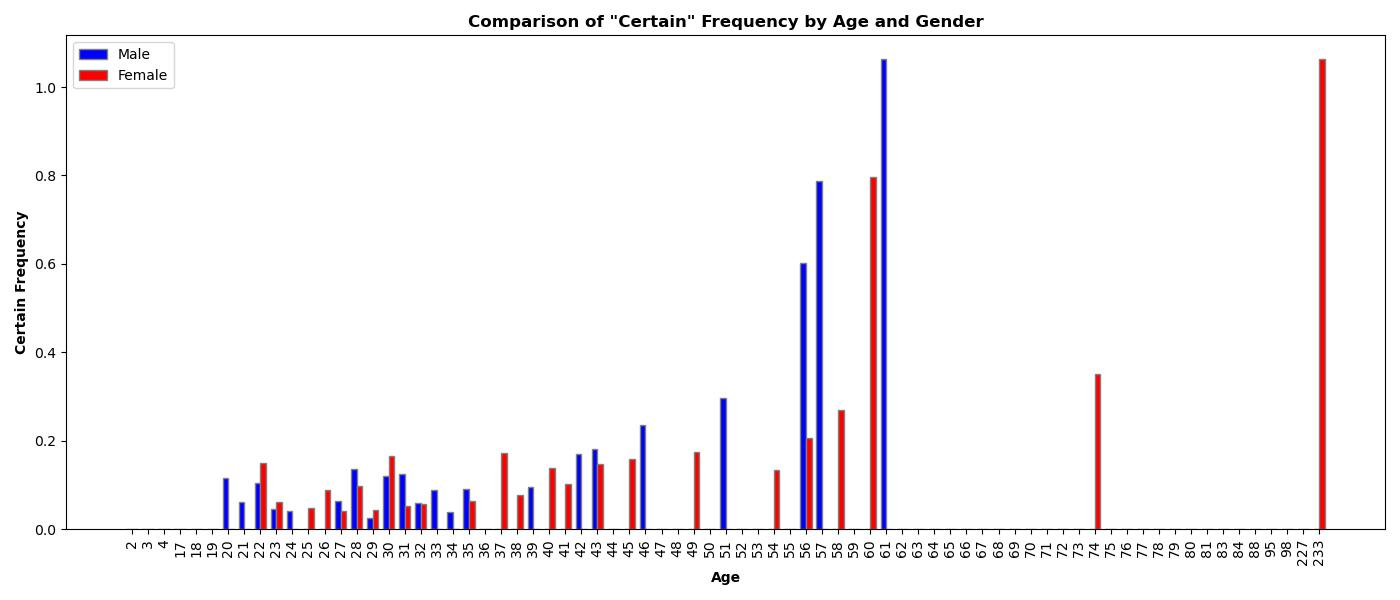 Comparison of "Certain" Frequency by Age and Gender
Male
Female
Certain Frequency
1.0
0.8
0.6
0.4
0.2
0.0
2 3 4 17 18 19 20 21 22 23 24 25 26 27 28 29 30 31 32 33 34 35 36 37 38 39 40 41 42 43 44 45 46 47 48 49 50 51 52 53 54 55 56 57 58 59 60 61 62 63 64 65 66 67 68 69 70 71 72 73 74 75 76 77 78 79 80 81 83 84 88 95 98 227 233
Age